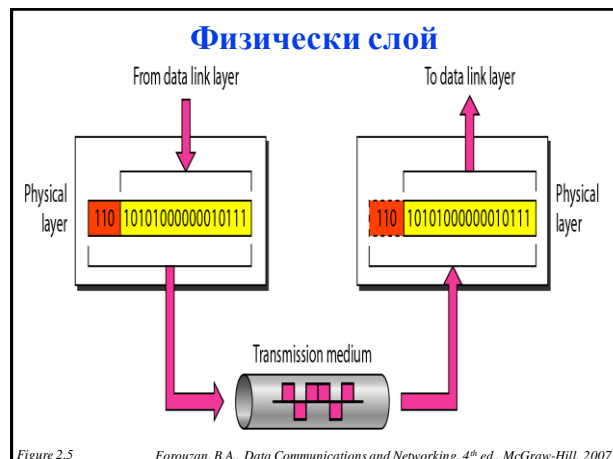 Физически слой
From data link layer
To data link layer
Physical
layer
110 10101000000010111
110 10101000000010111
Physical
layer
Transmission medium
Figure 2.5 Forouzan, B.A., Data Communications and Networking, 4th ed., McGraw-Hill, 2007